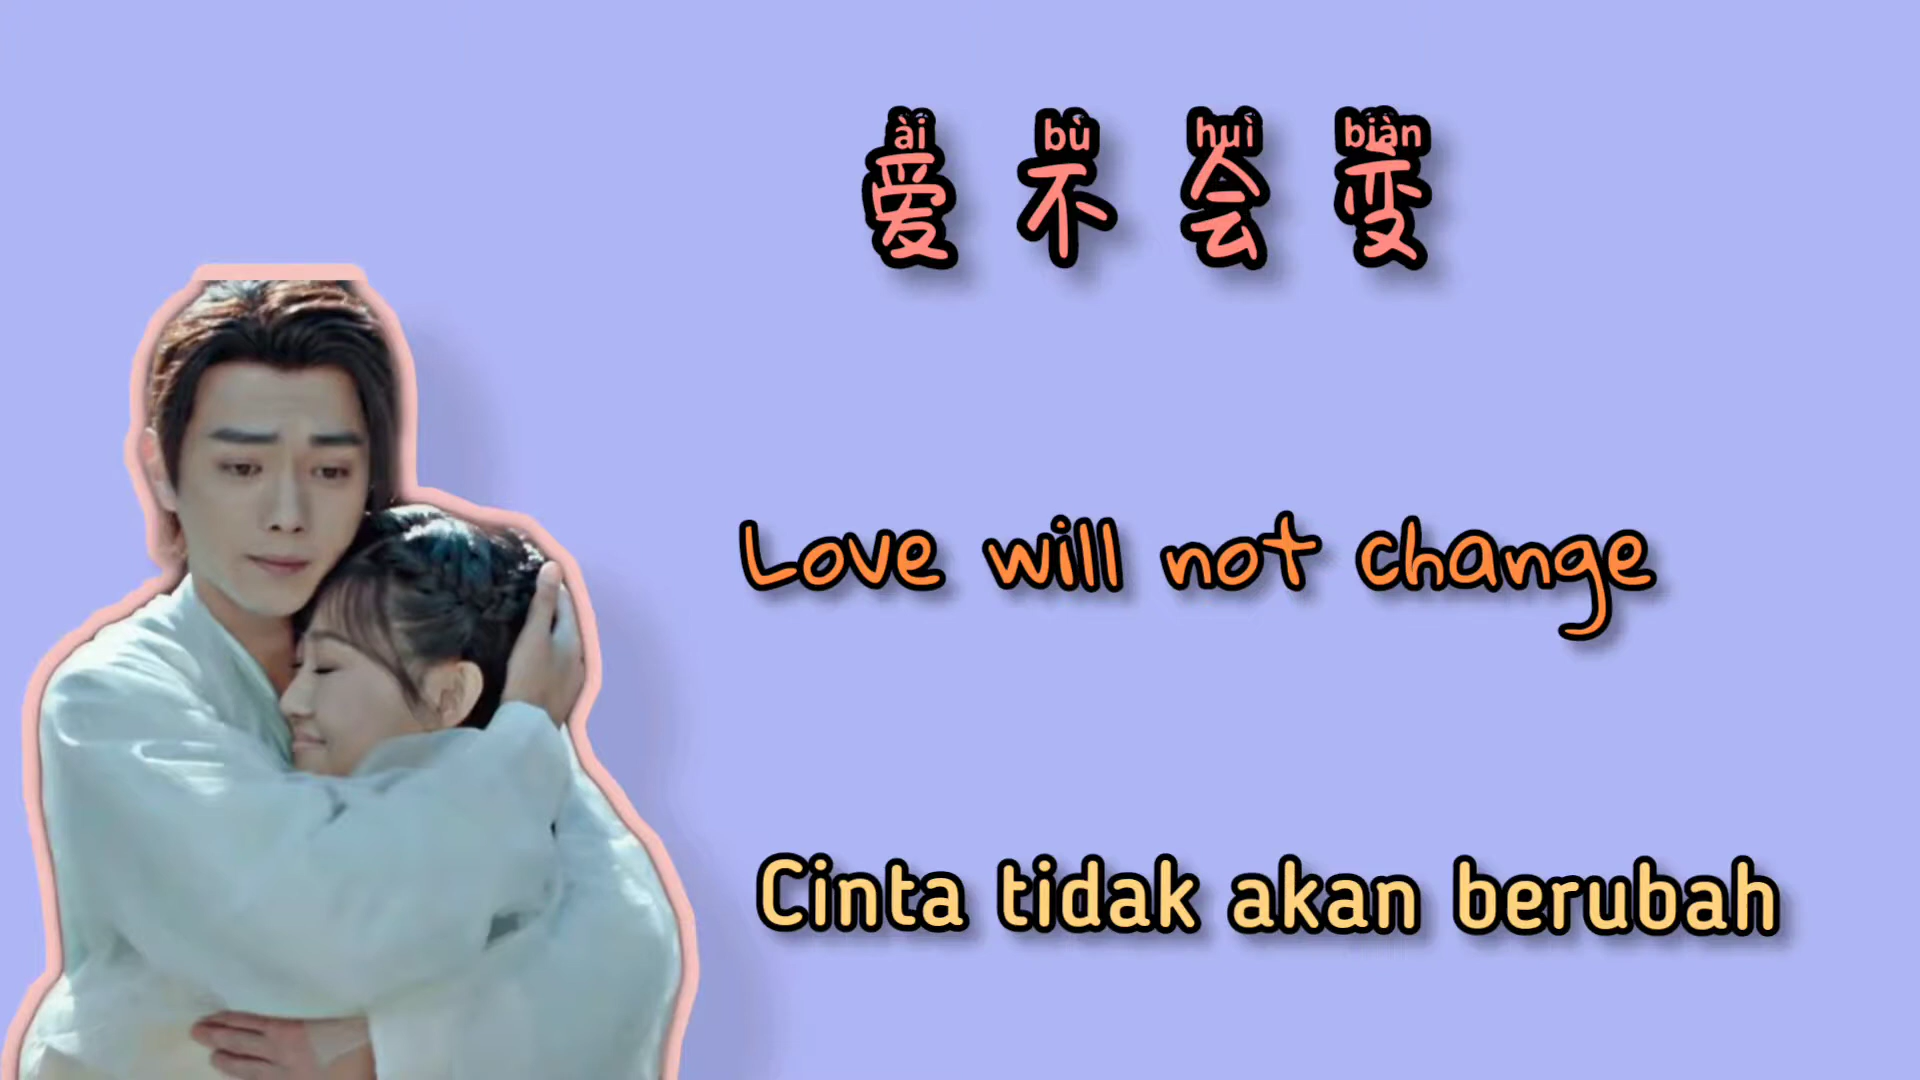 ài bù huì biàn
爱 不 会 变
Love will not change
Cinta tidak akan berubah